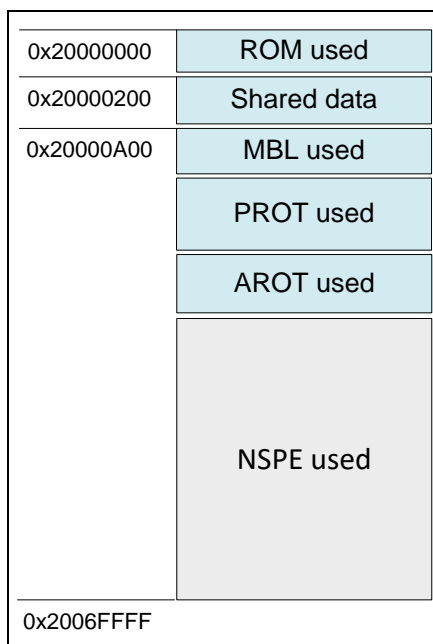 0x20000000 ROM used
0x20000200 Shared data
0x20000A00 MBL used
PROT used
AROT used
NSPE used
0x2006FFFF